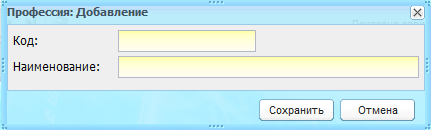 Профессия: Добавление
Код:
Наименование:
Сохранить Отмена